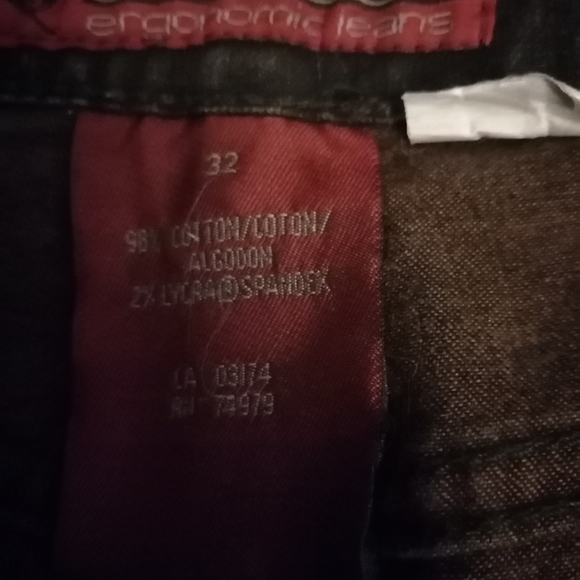 ergonomic jeans
32
98% COTTON/COTON/
ALGODON
2% LYCRA®SPANDEX
CA 03174
RN 74979